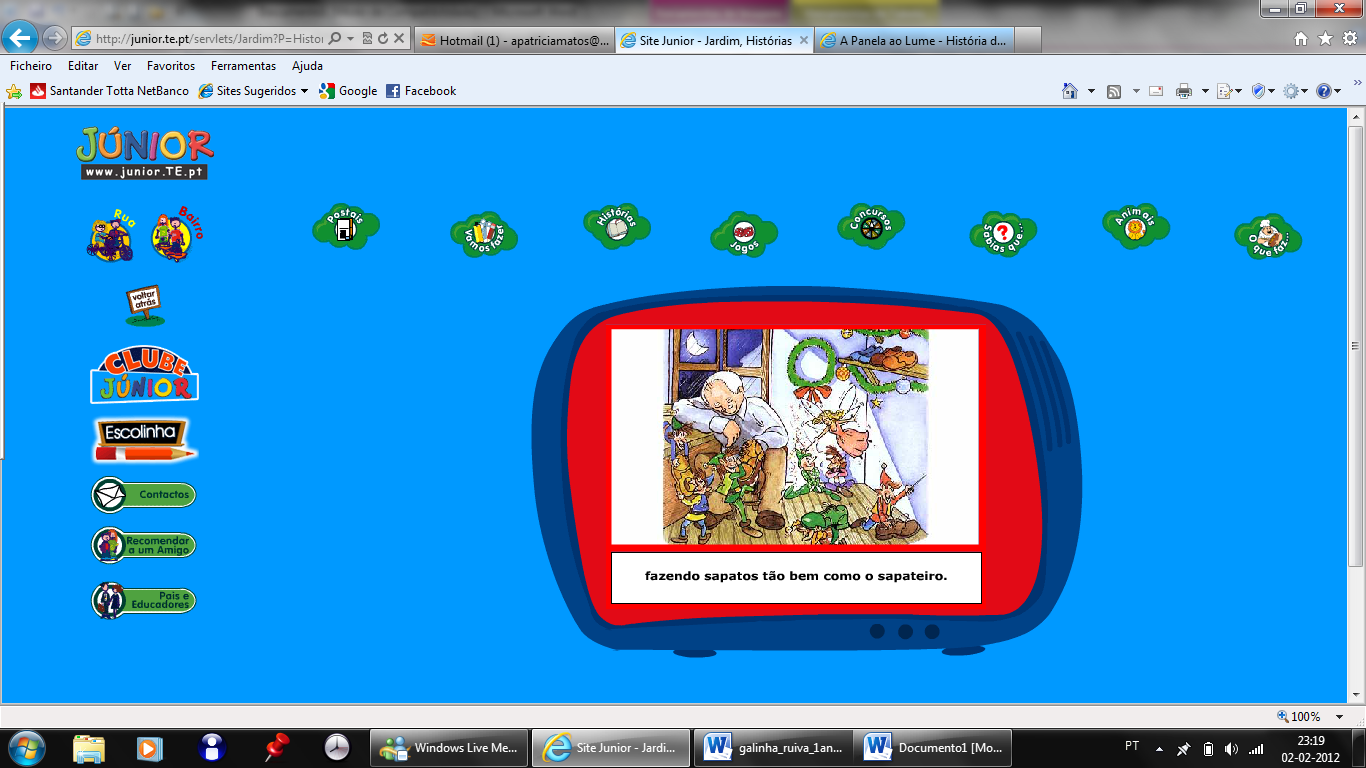 http://junior.te.pt/servlets/Jardim?P=Histo
Hotmail (1) - apatriciamatos@...
Site Junior - Jardim, Histórias
A Panela ao Lume - História d...
Ficheiro Editar Ver Favoritos Ferramentas Ajuda
Santander Totta NetBanco
Sites Sugeridos
Google
Facebook
JÚNIOR
www.junior.TE.pt
Rua
Bairro
Postais
Vamos fazer
Histórias
Jogos
Concursos
Sabias que...
Animais
O que faz...
voltar
atrás
CLUBE
JÚNIOR
Escolinha
Contactos
Recomendar
a um Amigo
Pais e
Educadores
fazendo sapatos tão bem como o sapateiro.
100%
Windows Live Me...
Site Junior - Jardi...
galinha_ruiva_1an...
Documento1 [Mo...
PT
23:19
02-02-2012